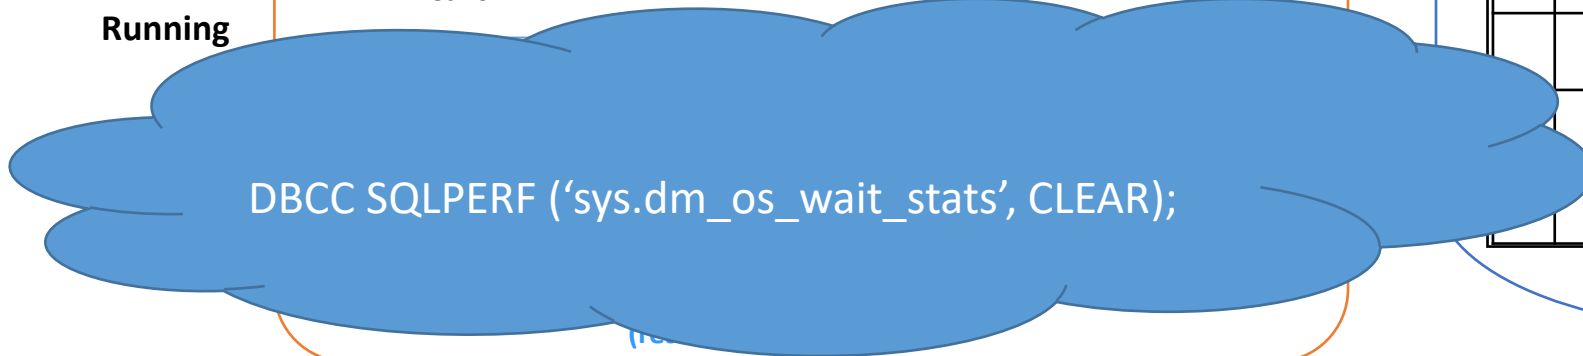 Running
DBCC SQLPERF (‘sys.dm_os_wait_stats’, CLEAR);